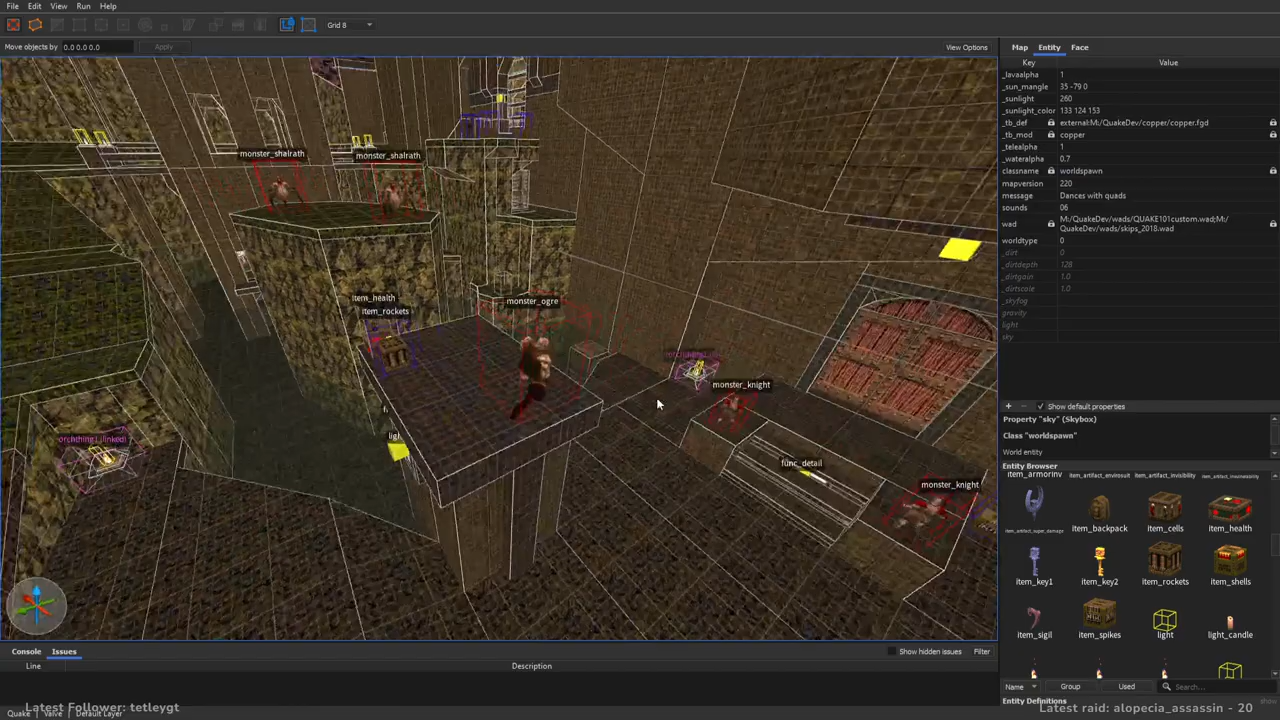 File Edit View Run Help
Grid 8
Move objects by 0.0 0.0 0.0 Apply View Options
Map Entity Face
Key Value
_lavaalpha 1
_sun_mangle 35 -79 0
_sunlight 260
_sunlight_color 133 124 153
_tb_def external:M:/QuakeDev/copper/copper.fgd
_tb_mod copper
_telealpha 1
_wateralpha 0.7
classname worldspawn
mapversion 220
message Dances with quads
sounds 06
wad M:/QuakeDev/wads/QUAKE101custom.wad;M:/
QuakeDev/wads/skips_2018.wad
worldtype 0
_dirt 0
_dirtdepth 128
_dirtgain 1.0
_dirtscale 1.0
_skyfog
gravity
light
sky
monster_shalrath
monster_shalrath
item_health
item_rockets
monster_ogre
monster_knight
func_detail
monster_knight
Show default properties
Property "sky" (Skybox)
Class "worldspawn"
World entity
Entity Browser
item_armorinv
item_artifact_super_damage
item_backpack
item_cells
item_health
item_key1
item_key2
item_rockets
item_shells
item_sigil
item_spikes
light
light_candle
Name Group Used Search...
Entity Definitions
Console Issues Show hidden issues Filter
Line Description
Latest Follower: tetleygt
Latest raid: alopecia_assassin - 20
Quake Valve Default Layer